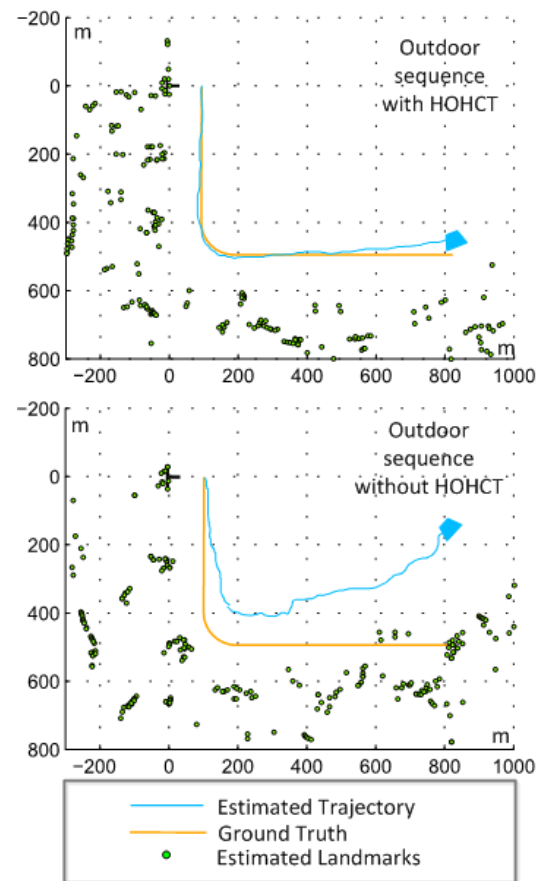 −200
m
Outdoor
sequence
with HOHCT
0
200
400
600
800
m
−200 0 200 400 600 800 1000
−200
m
Outdoor
sequence
without HOHCT
0
200
400
600
800
m
−200 0 200 400 600 800 1000
Estimated Trajectory
Ground Truth
Estimated Landmarks